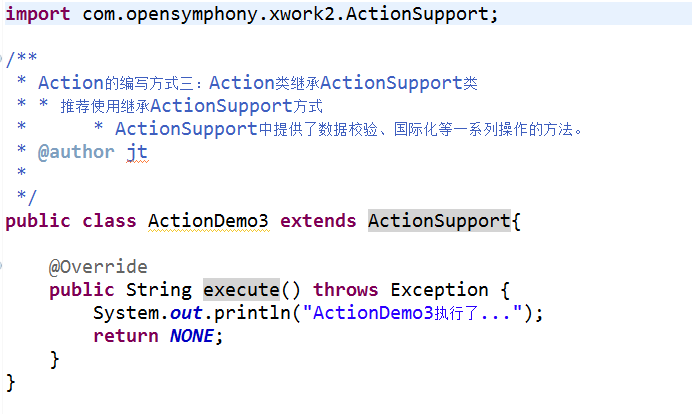 import com.opensymphony.xwork2.ActionSupport;
/**
* Action的编写方式三：Action类继承ActionSupport类
* * 推荐使用继承ActionSupport方式
* * ActionSupport中提供了数据校验、国际化等一系列操作的方法。
* @author jt
*
*/
public class ActionDemo3 extends ActionSupport{
@Override
public String execute() throws Exception {
System.out.println("ActionDemo3执行了...");
return NONE;
}
}